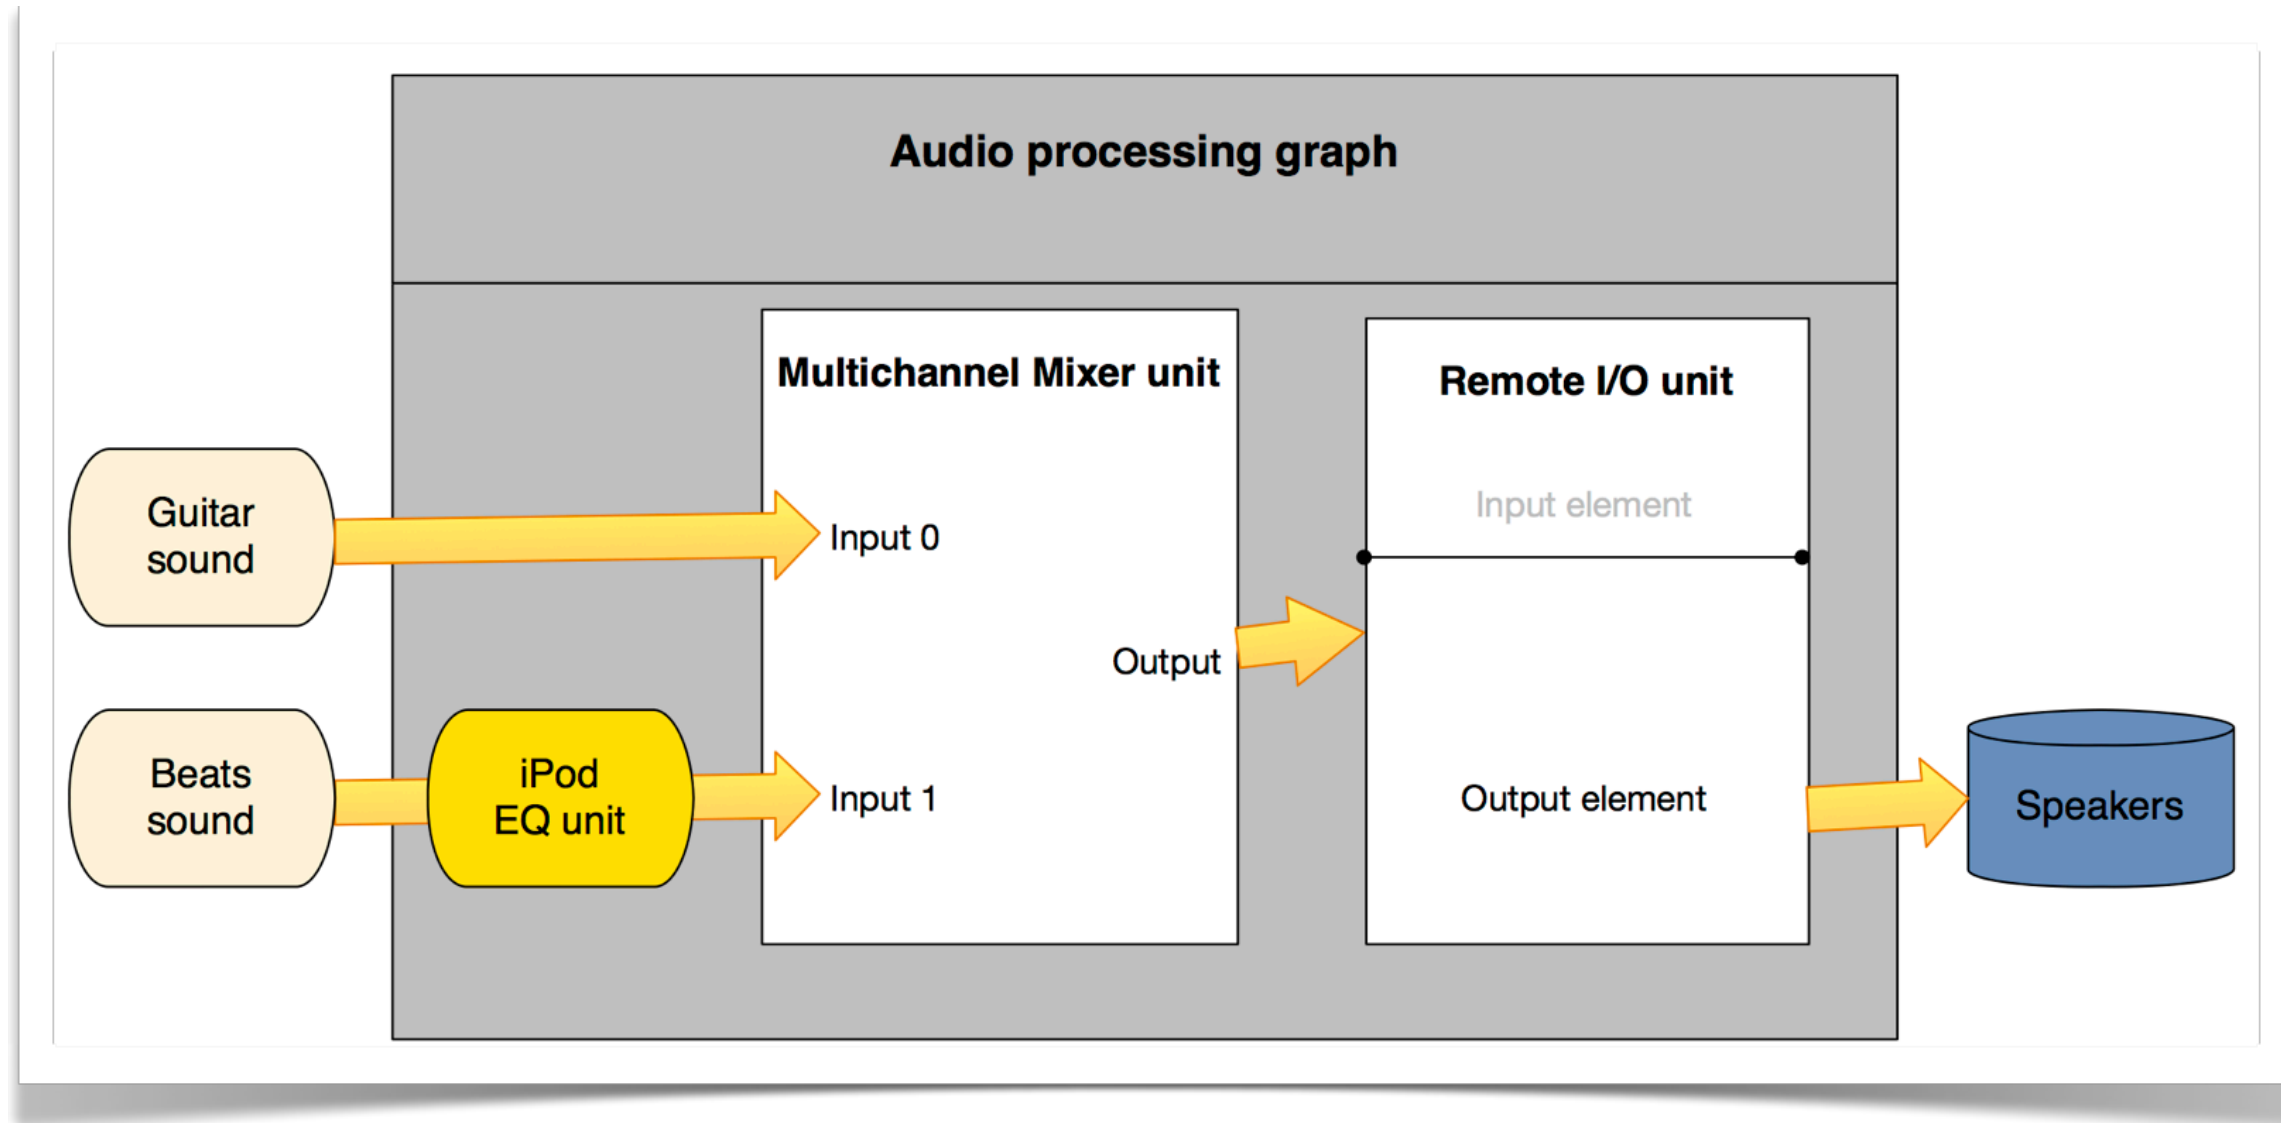 Audio processing graph
Multichannel Mixer unit
Remote I/O unit
Guitar
sound
Input 0
Input element
Output
Beats
sound
iPod
EQ unit
Input 1
Output element
Speakers